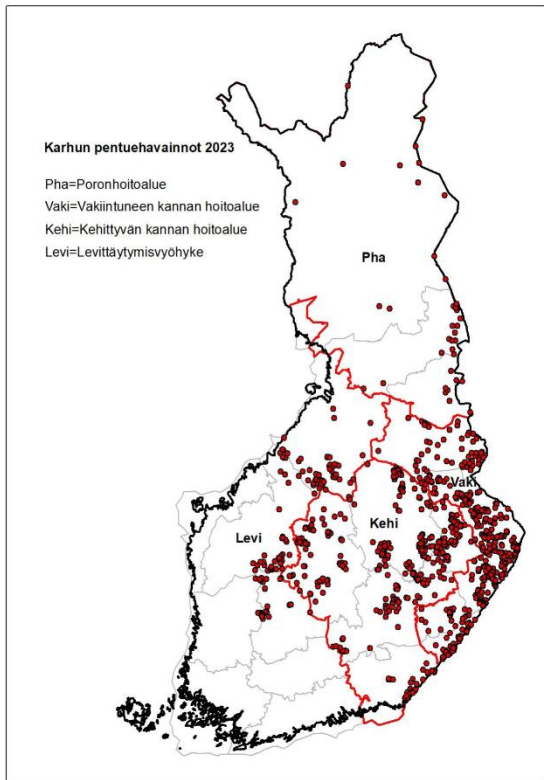 Karhun pentuehavainnot 2023
Pha=Poronhoitoalue
Vaki=Vakiintuneen kannan hoitoalue
Kehi=Kehittyvän kannan hoitoalue
Levi=Levittäytymisvyöhyke
Pha
Vaki
Kehi
Levi